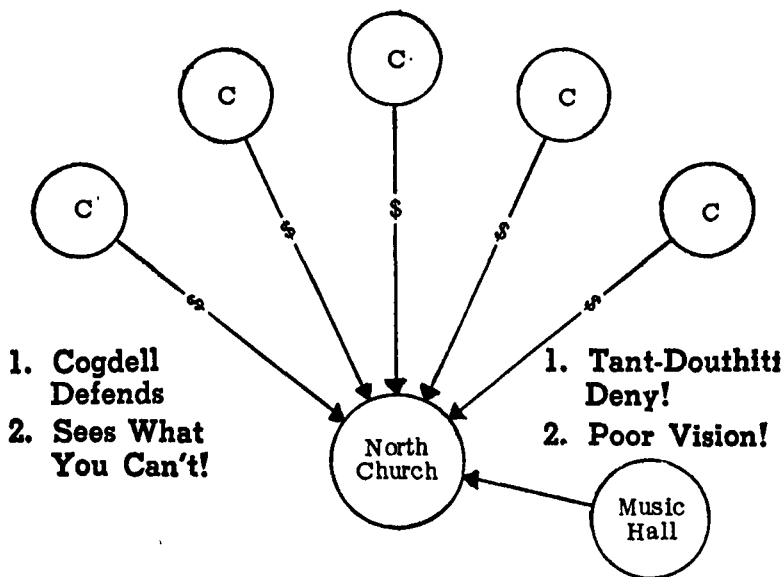 C
C
C
C
C
$
$
$
$
$
1. Cogdell
Defends
2. Sees What
You Can't!
1. Tant-Douthitt
Deny!
2. Poor Vision!
North
Church
Music
Hall